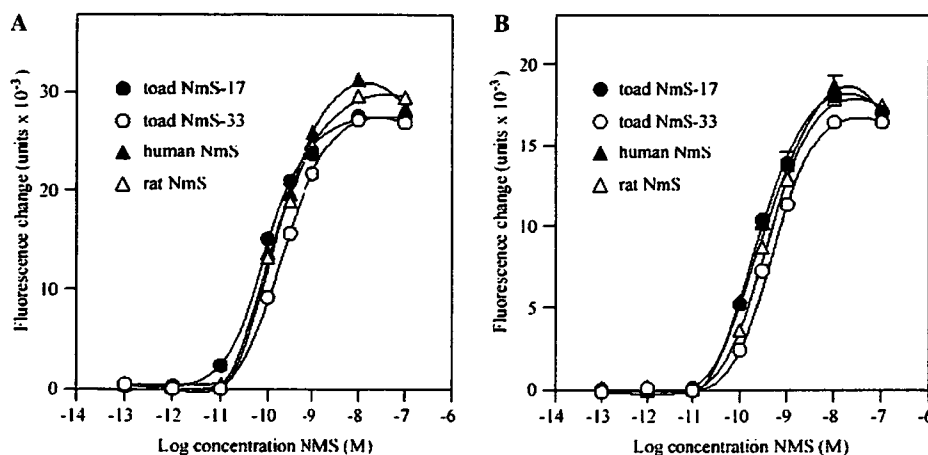 A
Fluorescence change (units x 10⁻³)
30
20
10
0
toad NmS-17
toad NmS-33
human NmS
rat NmS
-14 -13 -12 -11 -10 -9 -8 -7 -6
Log concentration NMS (M)
B
Fluorescence change (units x 10⁻³)
20
15
10
5
0
toad NmS-17
toad NmS-33
human NmS
rat NmS
-14 -13 -12 -11 -10 -9 -8 -7 -6
Log concentration NMS (M)